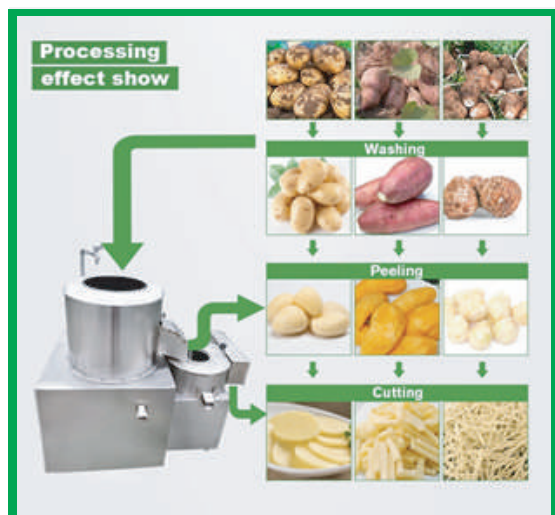 Processing
effect show
Washing
Peeling
Cutting